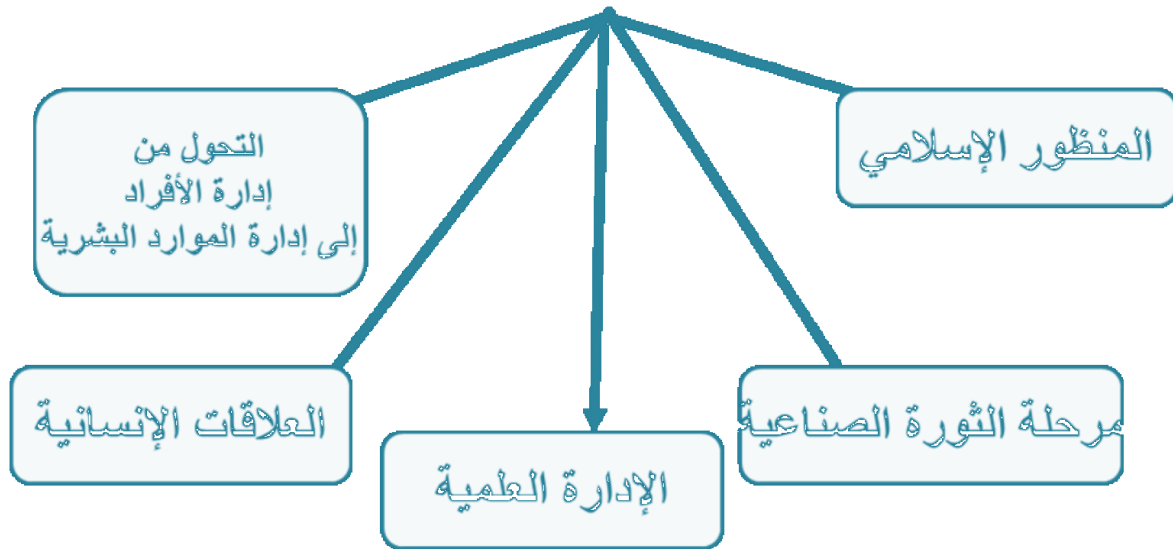 المنظور الإسلامي
مرحلة الثورة الصناعية
الإدارة العلمية
العلاقات الإنسانية
التحول من
إدارة الأفراد
إلى إدارة الموارد البشرية